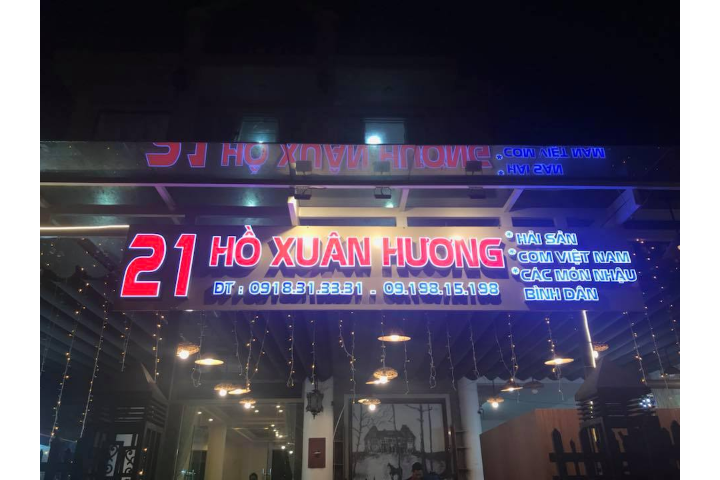 21 HỒ XUÂN HƯƠNG
ĐT : 0918.31.33.31 - 09.198.15.198
* HẢI SẢN
* CƠM VIỆT NAM
* CÁC MÓN NHẬU
BÌNH DÂN